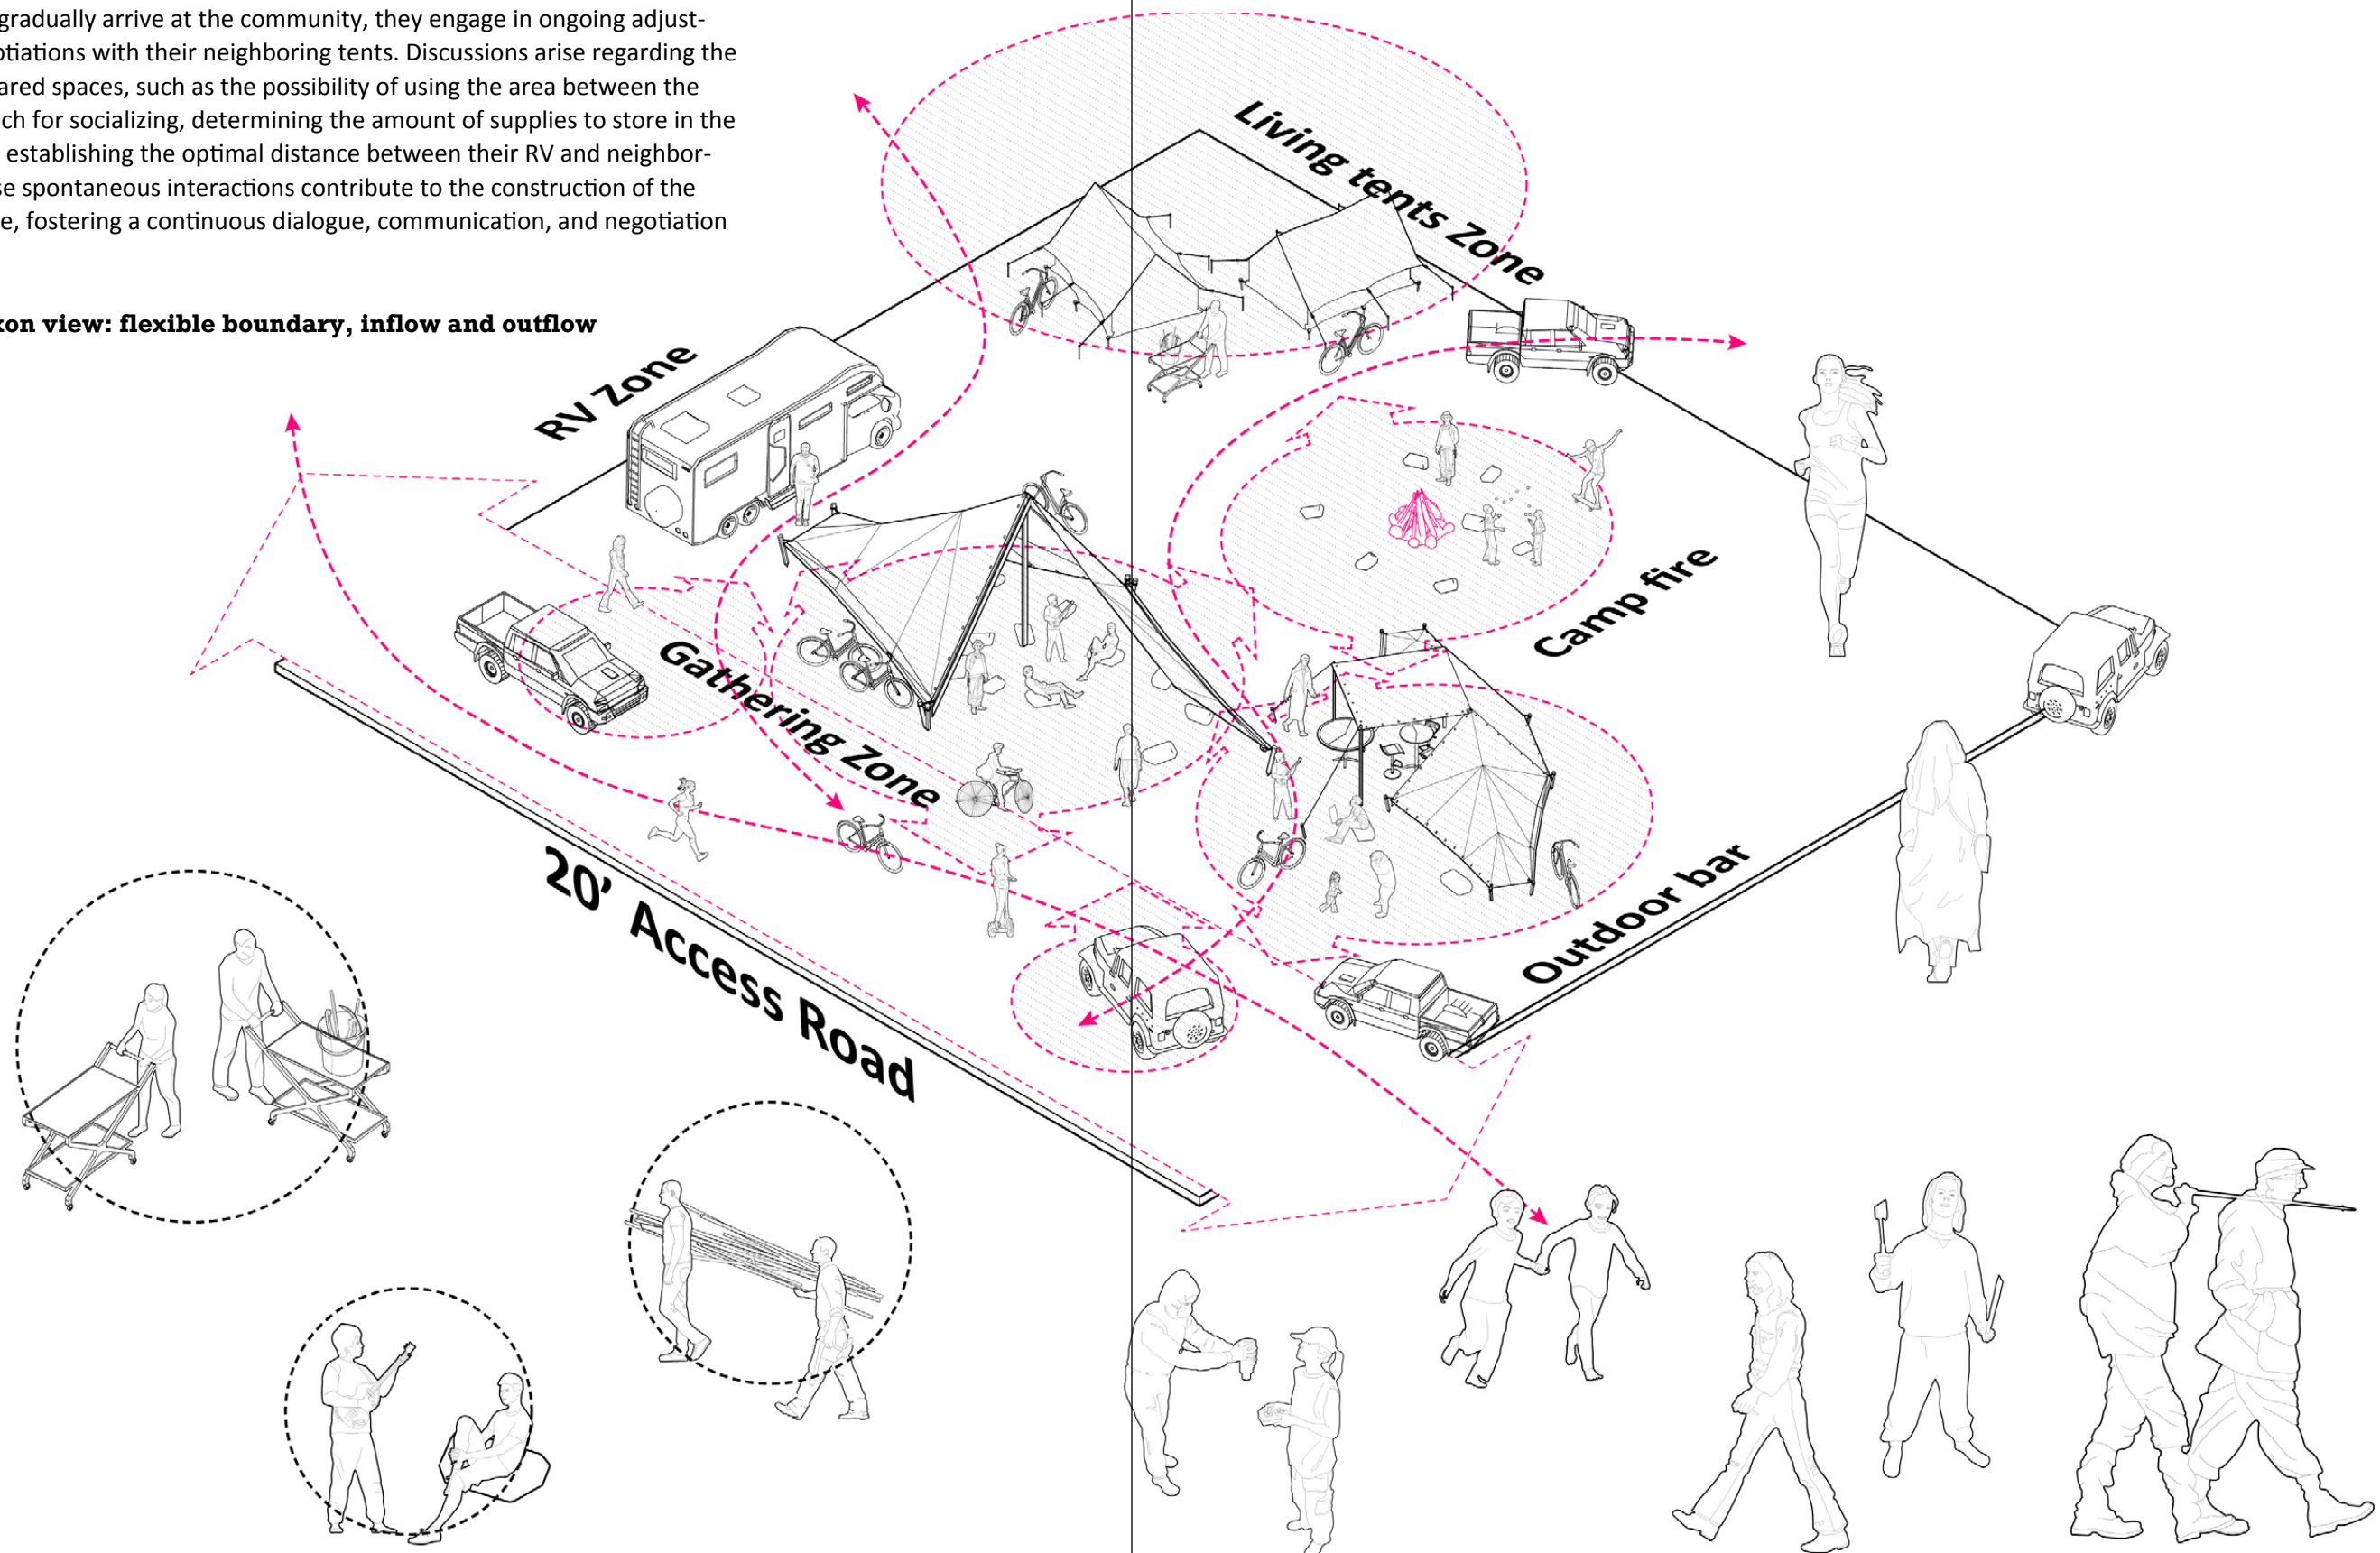 gradually arrive at the community, they engage in ongoing adjust-
otiations with their neighboring tents. Discussions arise regarding the
ared spaces, such as the possibility of using the area between the
ch for socializing, determining the amount of supplies to store in the
establishing the optimal distance between their RV and neighbor-
se spontaneous interactions contribute to the construction of the
e, fostering a continuous dialogue, communication, and negotiation
xon view: flexible boundary, inflow and outflow
Living tents Zone
RV Zone
Camp fire
Gathering Zone
Outdoor bar
20' Access Road